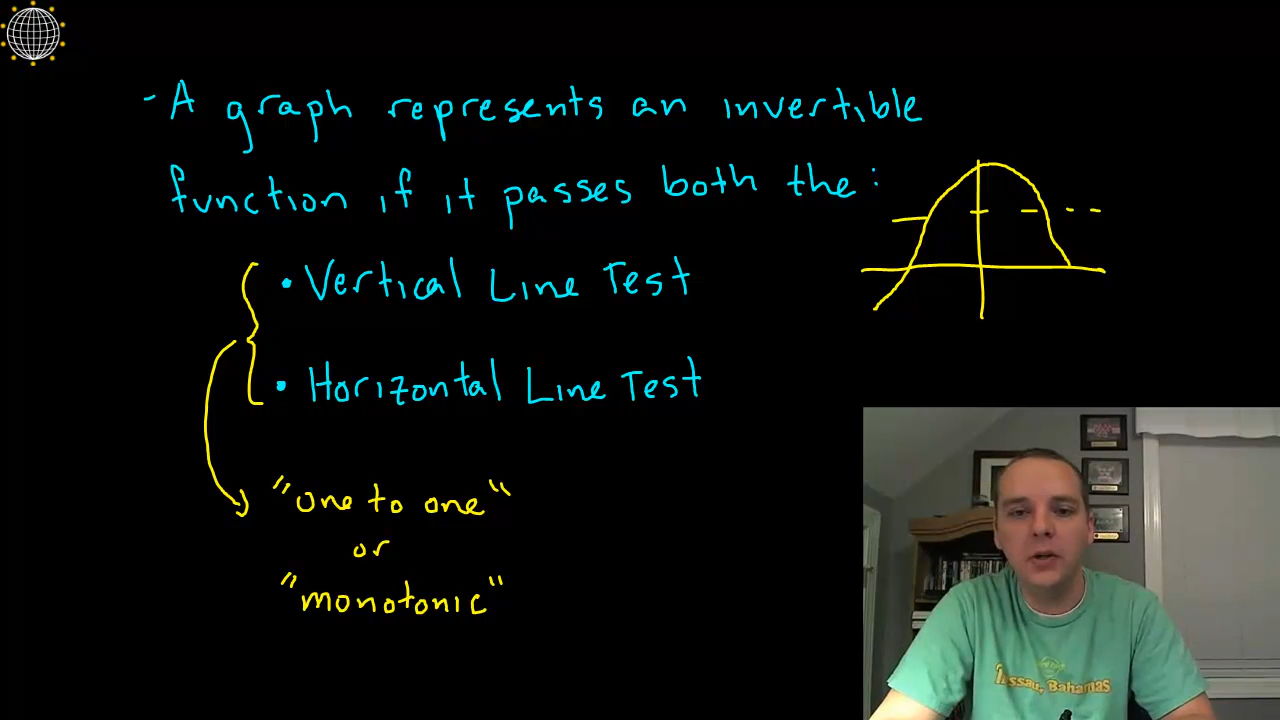 - A graph represents an invertible
function if it passes both the:
• Vertical Line Test
• Horizontal Line Test
"one to one"
or
"monotonic"
Nassau, Bahamas